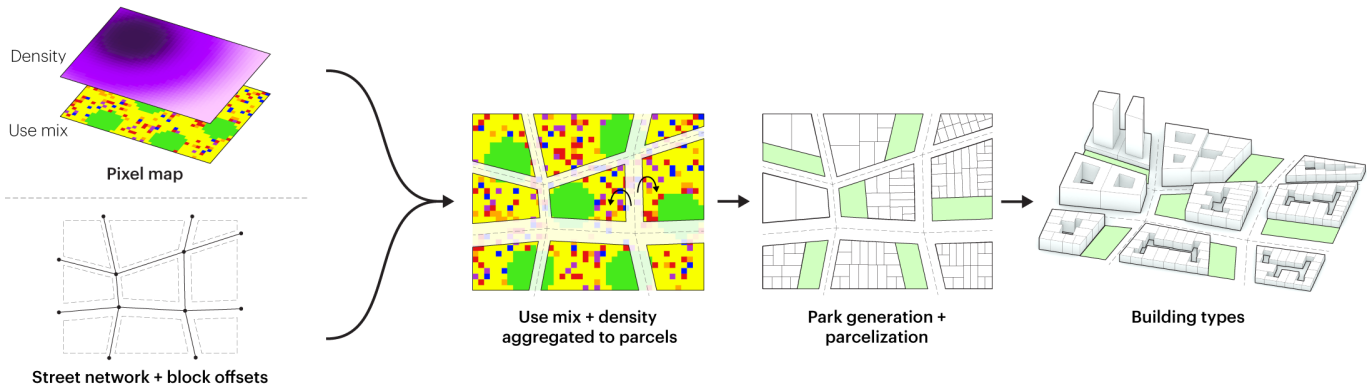 Density
Use mix
Pixel map
Street network + block offsets
Use mix + density
aggregated to parcels
Park generation +
parcelization
Building types